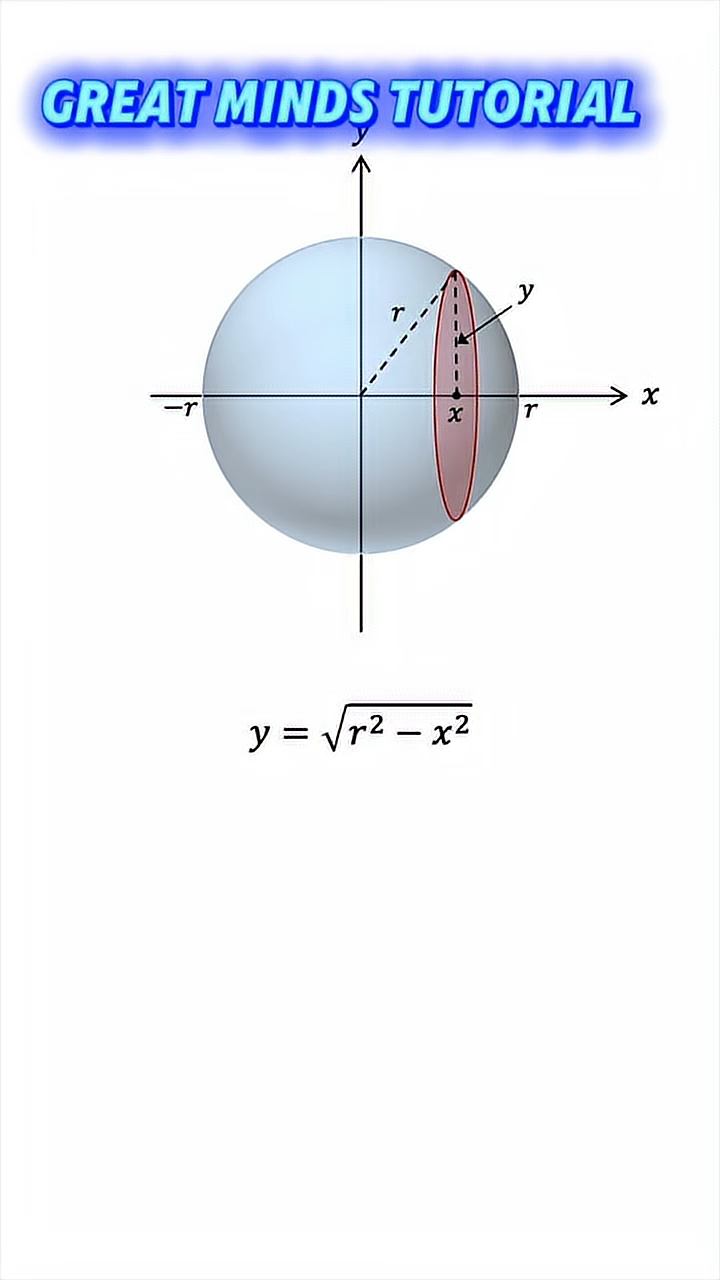 GREAT MINDS TUTORIAL
y
y
r
−r
x
r
x
y = √(r² − x²)